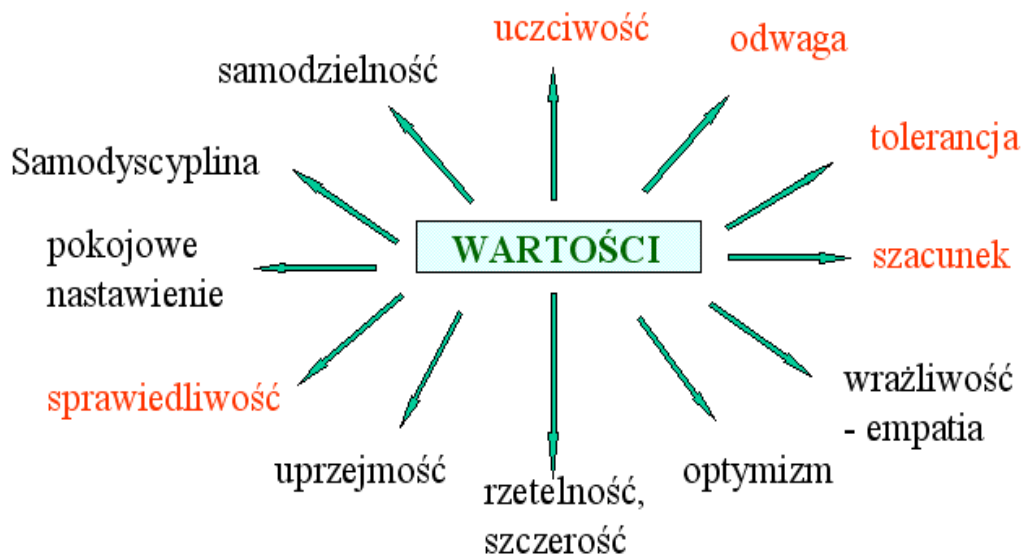 uczciwość
odwaga
samodzielność
tolerancja
Samodyscyplina
WARTOŚCI
pokojowe
nastawienie
szacunek
sprawiedliwość
wrażliwość
- empatia
uprzejmość
rzetelność,
szczerość
optymizm